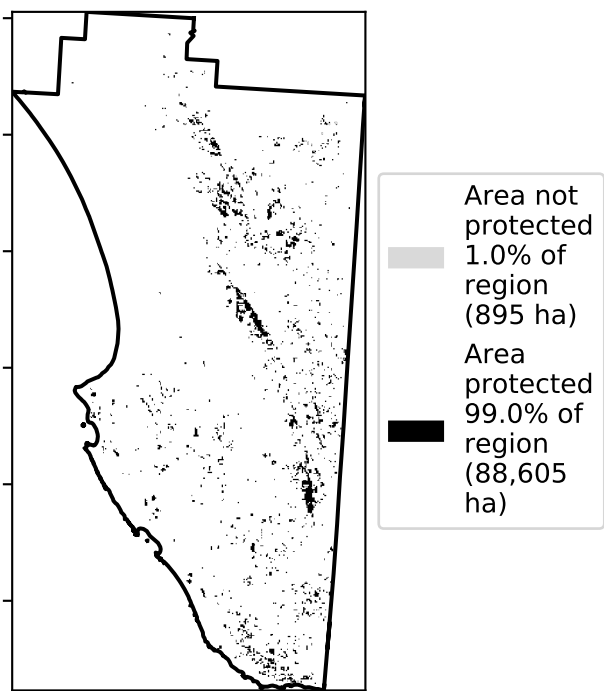 Area not
protected
1.0% of
region
(895 ha)
Area
protected
99.0% of
region
(88,605
ha)